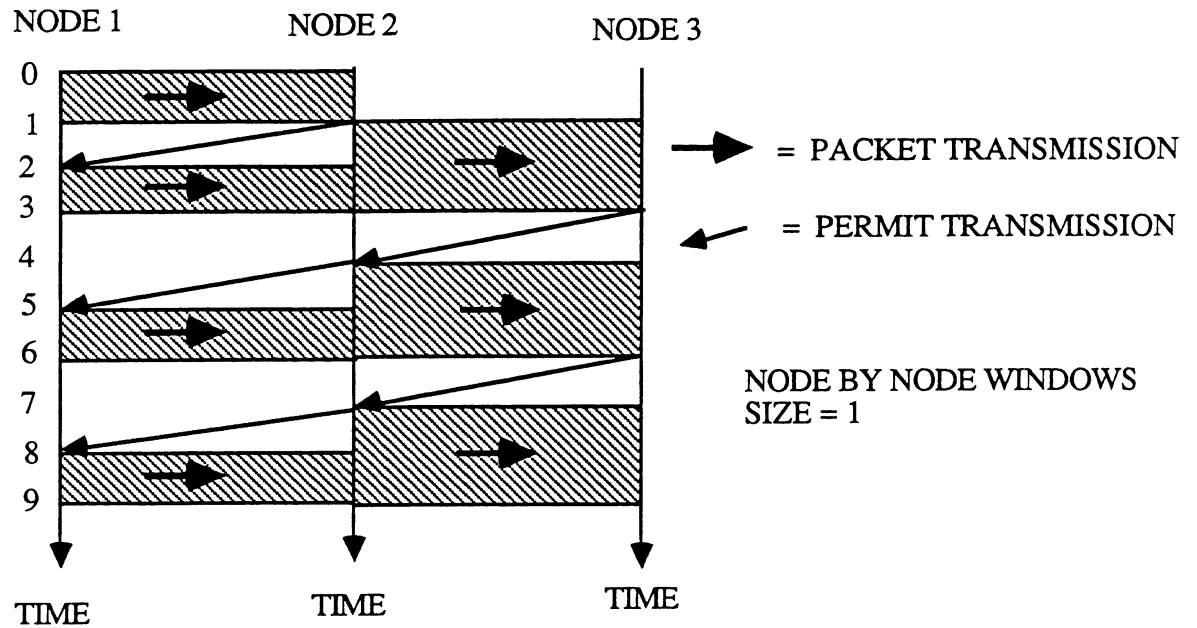 NODE 1
NODE 2
NODE 3
0
1
2
3
4
5
6
7
8
9
= PACKET TRANSMISSION
= PERMIT TRANSMISSION
NODE BY NODE WINDOWS
SIZE = 1
TIME
TIME
TIME